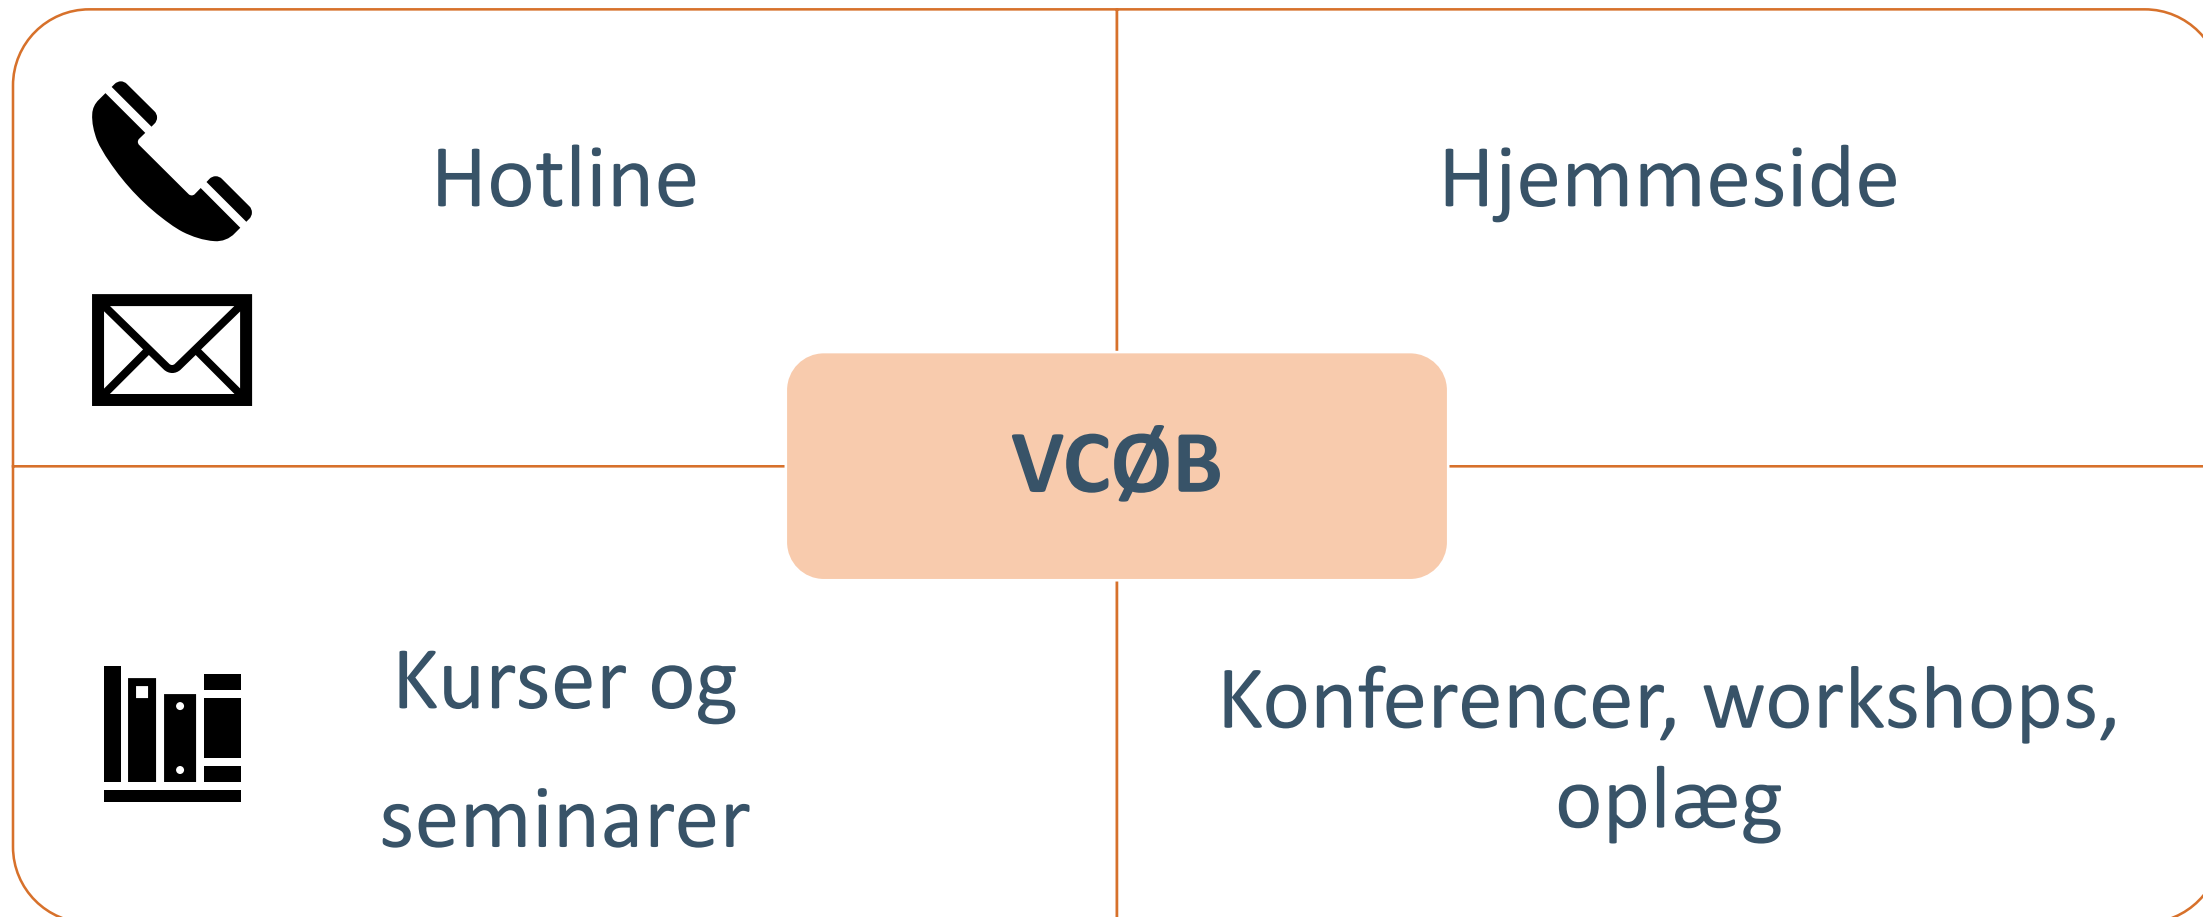 Hotline
Hjemmeside
VCØB
Kurser og
seminarer
Konferencer, workshops,
oplæg